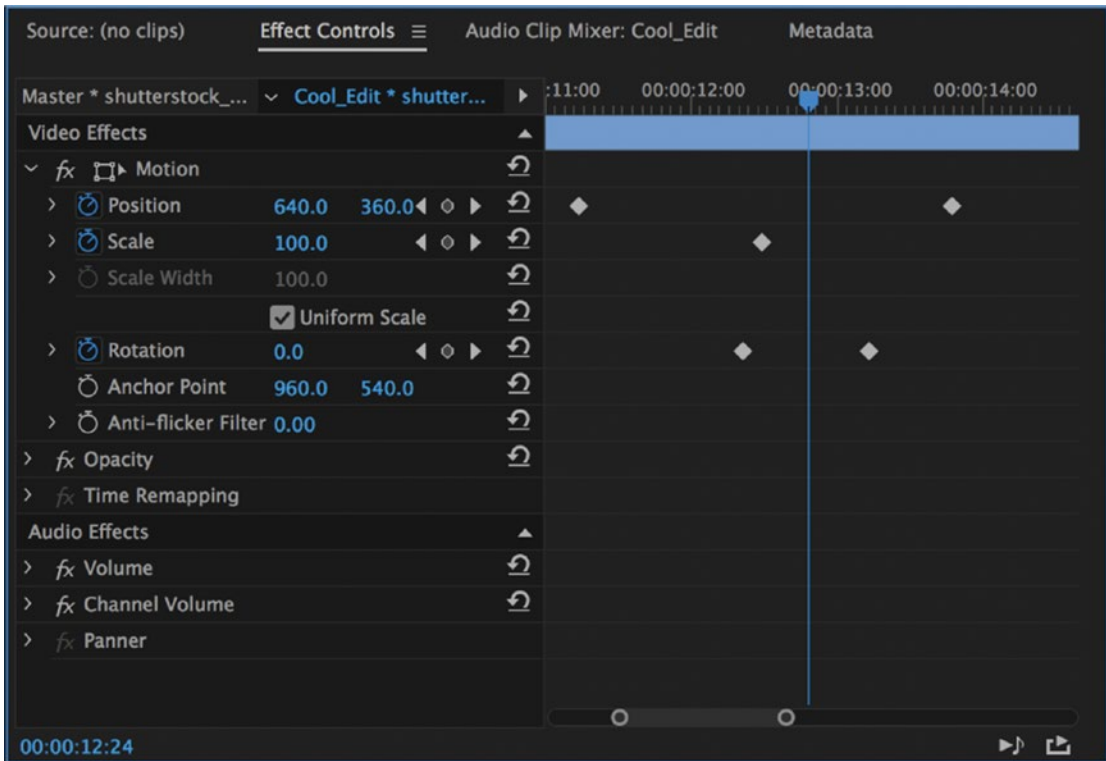 Source: (no clips) Effect Controls Audio Clip Mixer: Cool_Edit Metadata
Master * shutterstock_... Cool_Edit * shutter... :11:00 00:00:12:00 00:00:13:00 00:00:14:00
Video Effects
fx Motion
Position 640.0 360.0
Scale 100.0
Scale Width 100.0
Uniform Scale
Rotation 0.0
Anchor Point 960.0 540.0
Anti-flicker Filter 0.00
fx Opacity
fx Time Remapping
Audio Effects
fx Volume
fx Channel Volume
fx Panner
00:00:12:24